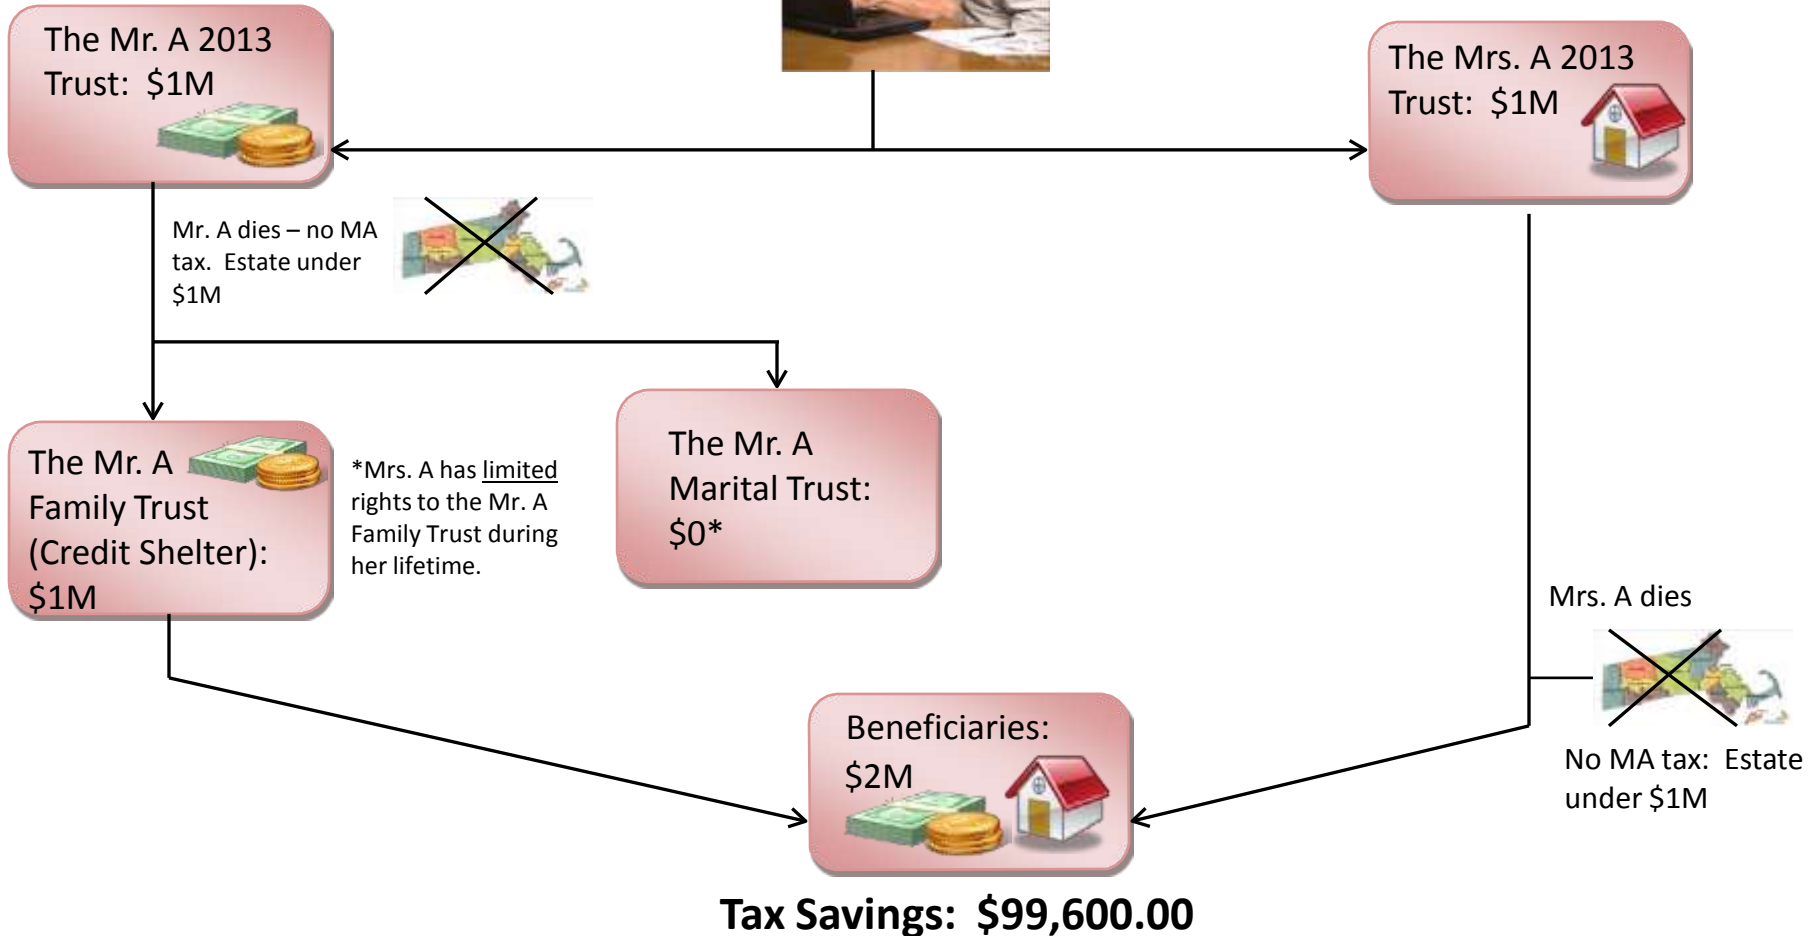 The Mr. A 2013
Trust:  $1M
The Mrs. A 2013
Trust:  $1M
Mr. A dies – no MA
tax.  Estate under
$1M
The Mr. A
Family Trust
(Credit Shelter):
$1M
*Mrs. A has limited
rights to the Mr. A
Family Trust during
her lifetime.
The Mr. A
Marital Trust:
$0*
Mrs. A dies
No MA tax:  Estate
under $1M
Beneficiaries:
$2M
Tax Savings:  $99,600.00